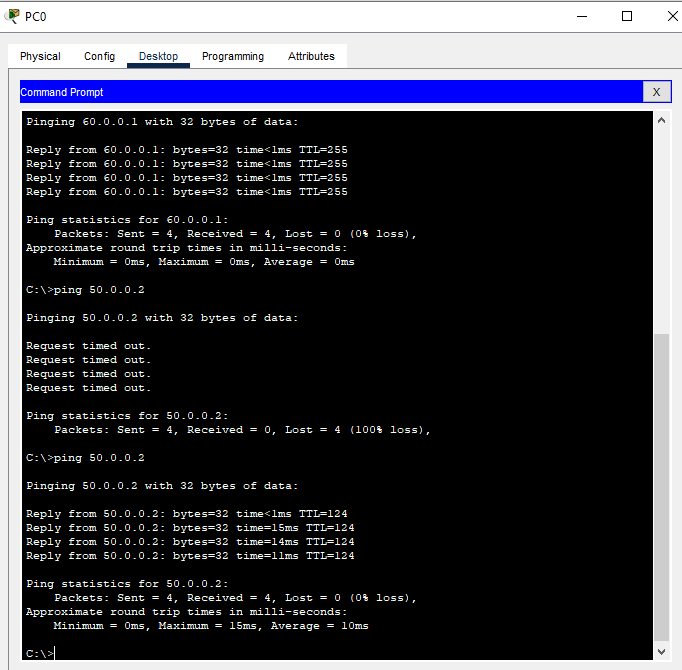 PC0
Physical Config Desktop Programming Attributes
Command Prompt X
Pinging 60.0.0.1 with 32 bytes of data:
Reply from 60.0.0.1: bytes=32 time<1ms TTL=255
Reply from 60.0.0.1: bytes=32 time<1ms TTL=255
Reply from 60.0.0.1: bytes=32 time<1ms TTL=255
Reply from 60.0.0.1: bytes=32 time<1ms TTL=255
Ping statistics for 60.0.0.1:
Packets: Sent = 4, Received = 4, Lost = 0 (0% loss),
Approximate round trip times in milli-seconds:
Minimum = 0ms, Maximum = 0ms, Average = 0ms
C:\>ping 50.0.0.2
Pinging 50.0.0.2 with 32 bytes of data:
Request timed out.
Request timed out.
Request timed out.
Request timed out.
Ping statistics for 50.0.0.2:
Packets: Sent = 4, Received = 0, Lost = 4 (100% loss),
C:\>ping 50.0.0.2
Pinging 50.0.0.2 with 32 bytes of data:
Reply from 50.0.0.2: bytes=32 time<1ms TTL=124
Reply from 50.0.0.2: bytes=32 time=15ms TTL=124
Reply from 50.0.0.2: bytes=32 time=14ms TTL=124
Reply from 50.0.0.2: bytes=32 time=11ms TTL=124
Ping statistics for 50.0.0.2:
Packets: Sent = 4, Received = 4, Lost = 0 (0% loss),
Approximate round trip times in milli-seconds:
Minimum = 0ms, Maximum = 15ms, Average = 10ms
C:\>